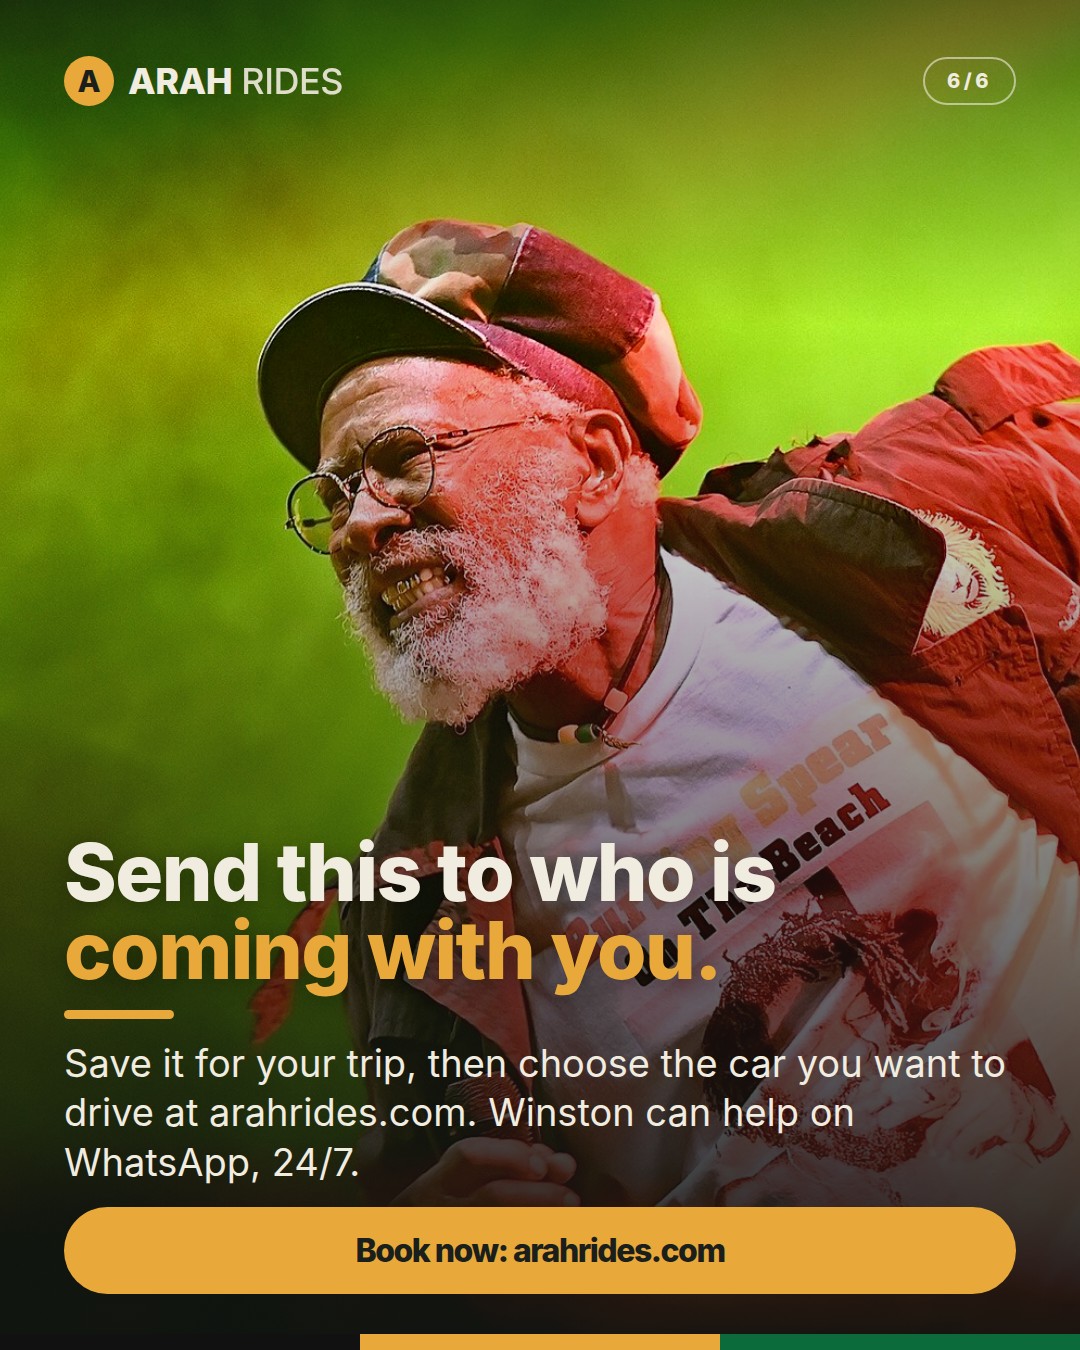 A ARAH RIDES
6/6
Spear
The Beach
Send this to who is
coming with you.
Save it for your trip, then choose the car you want to
drive at arahrides.com. Winston can help on
WhatsApp, 24/7.
Book now: arahrides.com